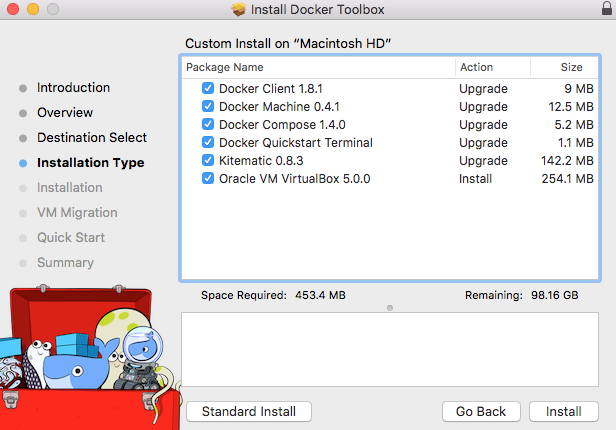 Install Docker Toolbox
Custom Install on “Macintosh HD”
Package Name Action Size
Docker Client 1.8.1 Upgrade 9 MB
Docker Machine 0.4.1 Upgrade 12.5 MB
Docker Compose 1.4.0 Upgrade 5.2 MB
Docker Quickstart Terminal Upgrade 1.1 MB
Kitematic 0.8.3 Upgrade 142.2 MB
Oracle VM VirtualBox 5.0.0 Install 254.1 MB
Introduction
Overview
Destination Select
Installation Type
Installation
VM Migration
Quick Start
Summary
Space Required: 453.4 MB Remaining: 98.16 GB
Standard Install Go Back Install